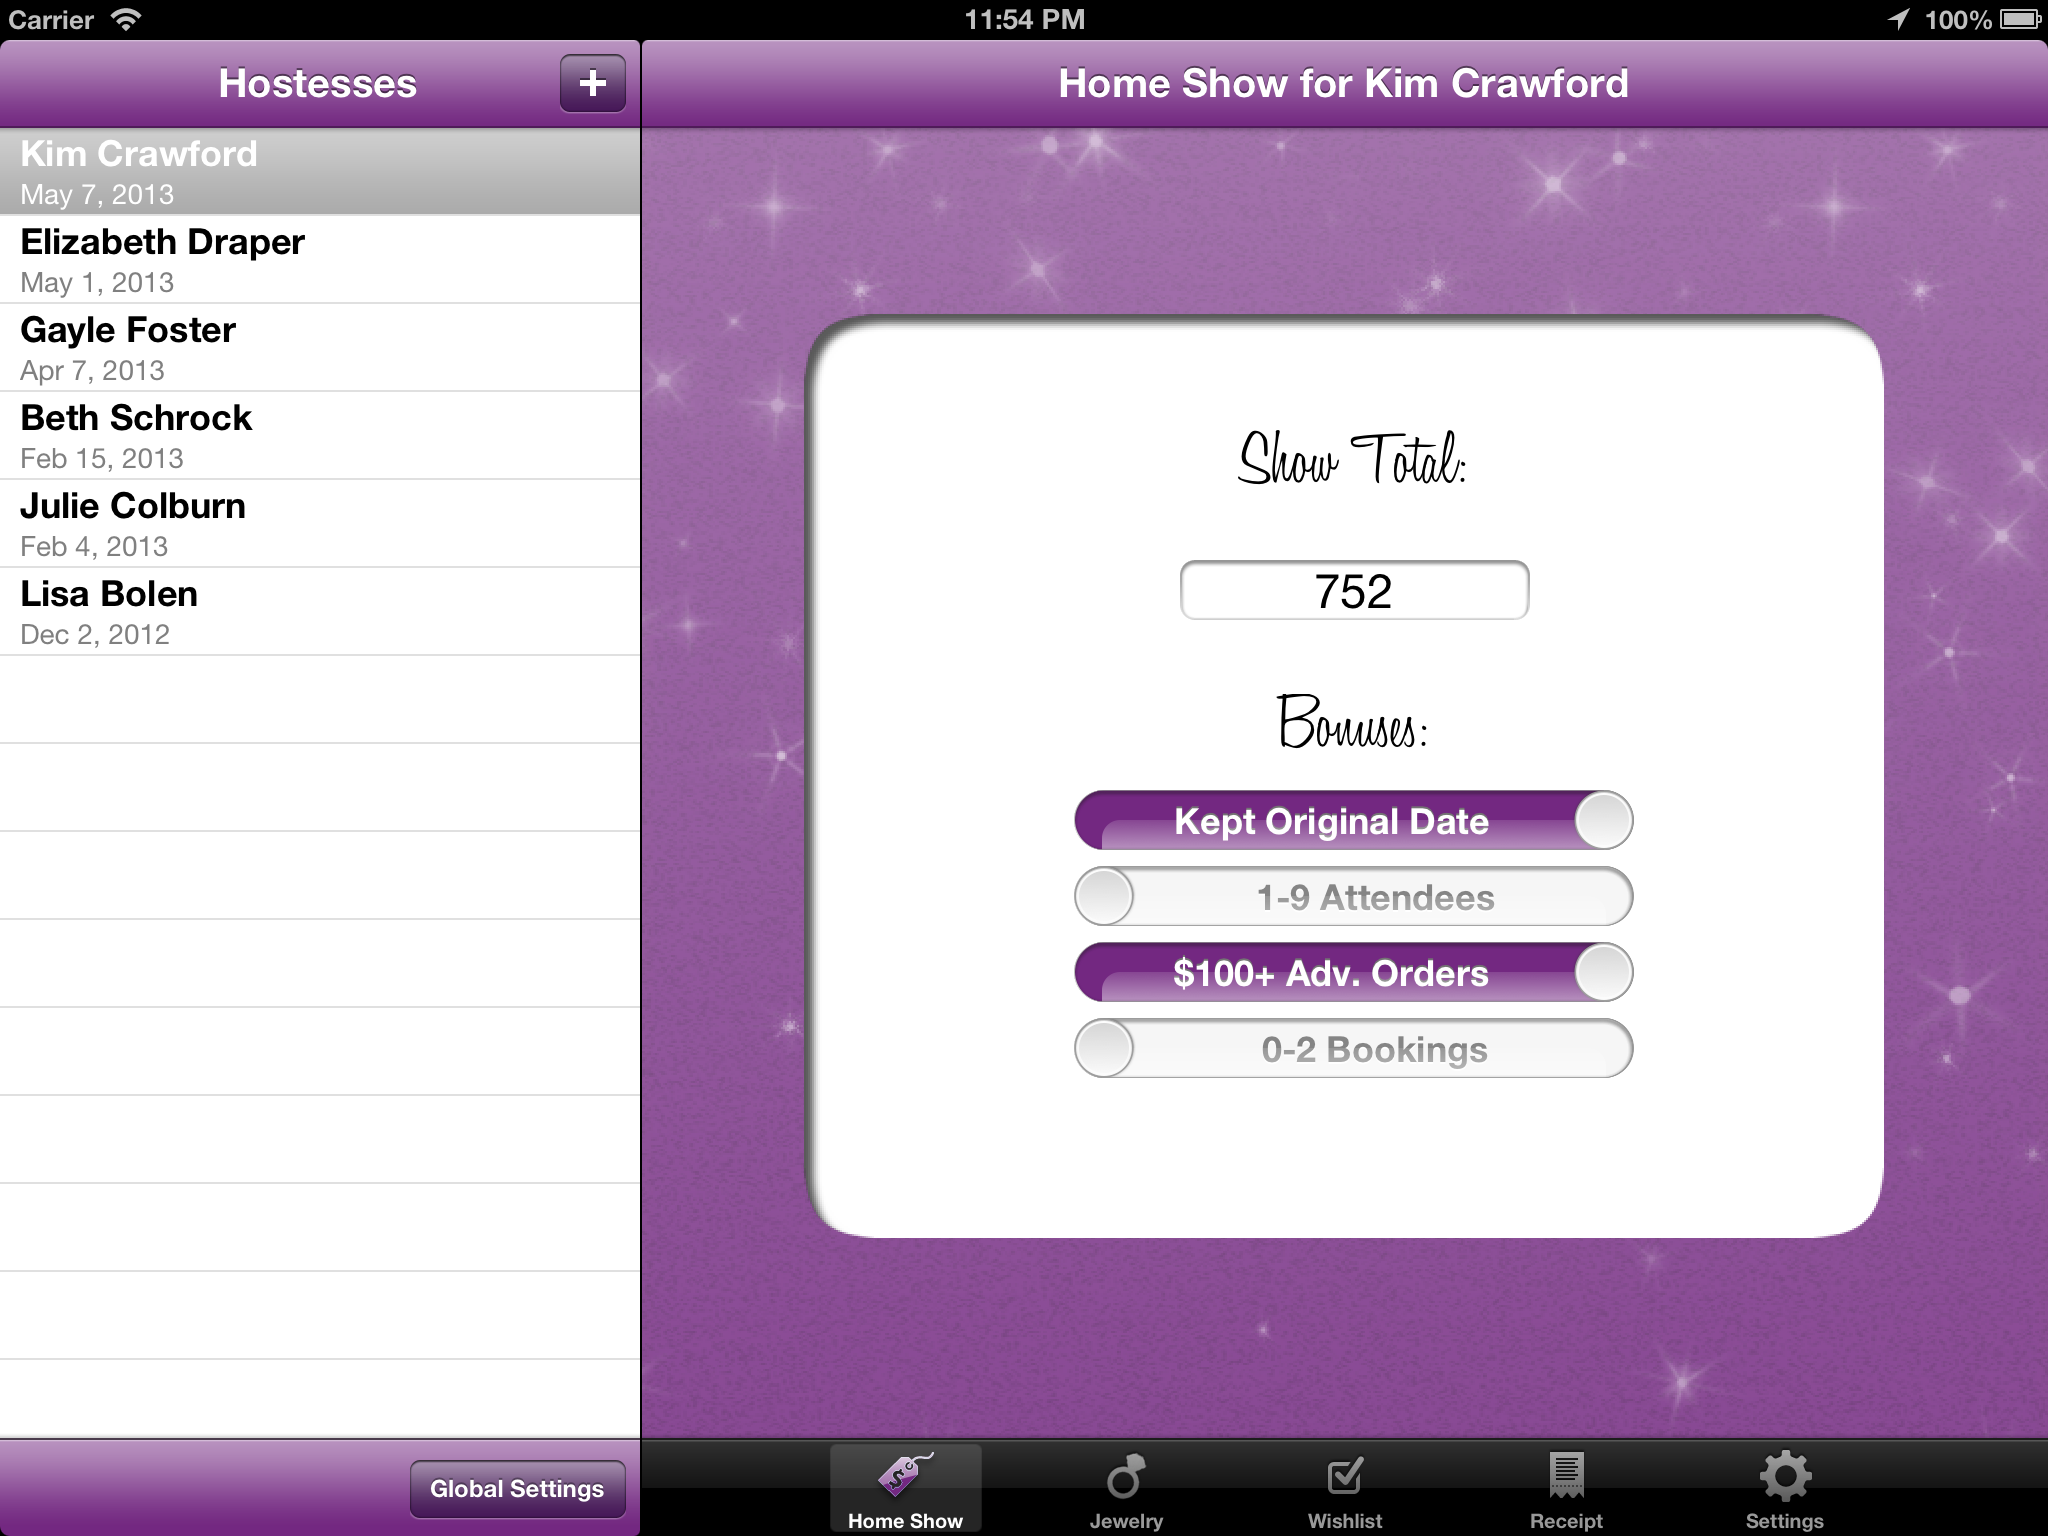 Carrier
11:54 PM
100%
Hostesses
+
Home Show for Kim Crawford
Kim Crawford
May 7, 2013
Elizabeth Draper
May 1, 2013
Gayle Foster
Apr 7, 2013
Beth Schrock
Feb 15, 2013
Julie Colburn
Feb 4, 2013
Lisa Bolen
Dec 2, 2012
Show Total:
752
Bonuses:
Kept Original Date
1-9 Attendees
$100+ Adv. Orders
0-2 Bookings
Global Settings
$
Home Show
Jewelry
Wishlist
Receipt
Settings